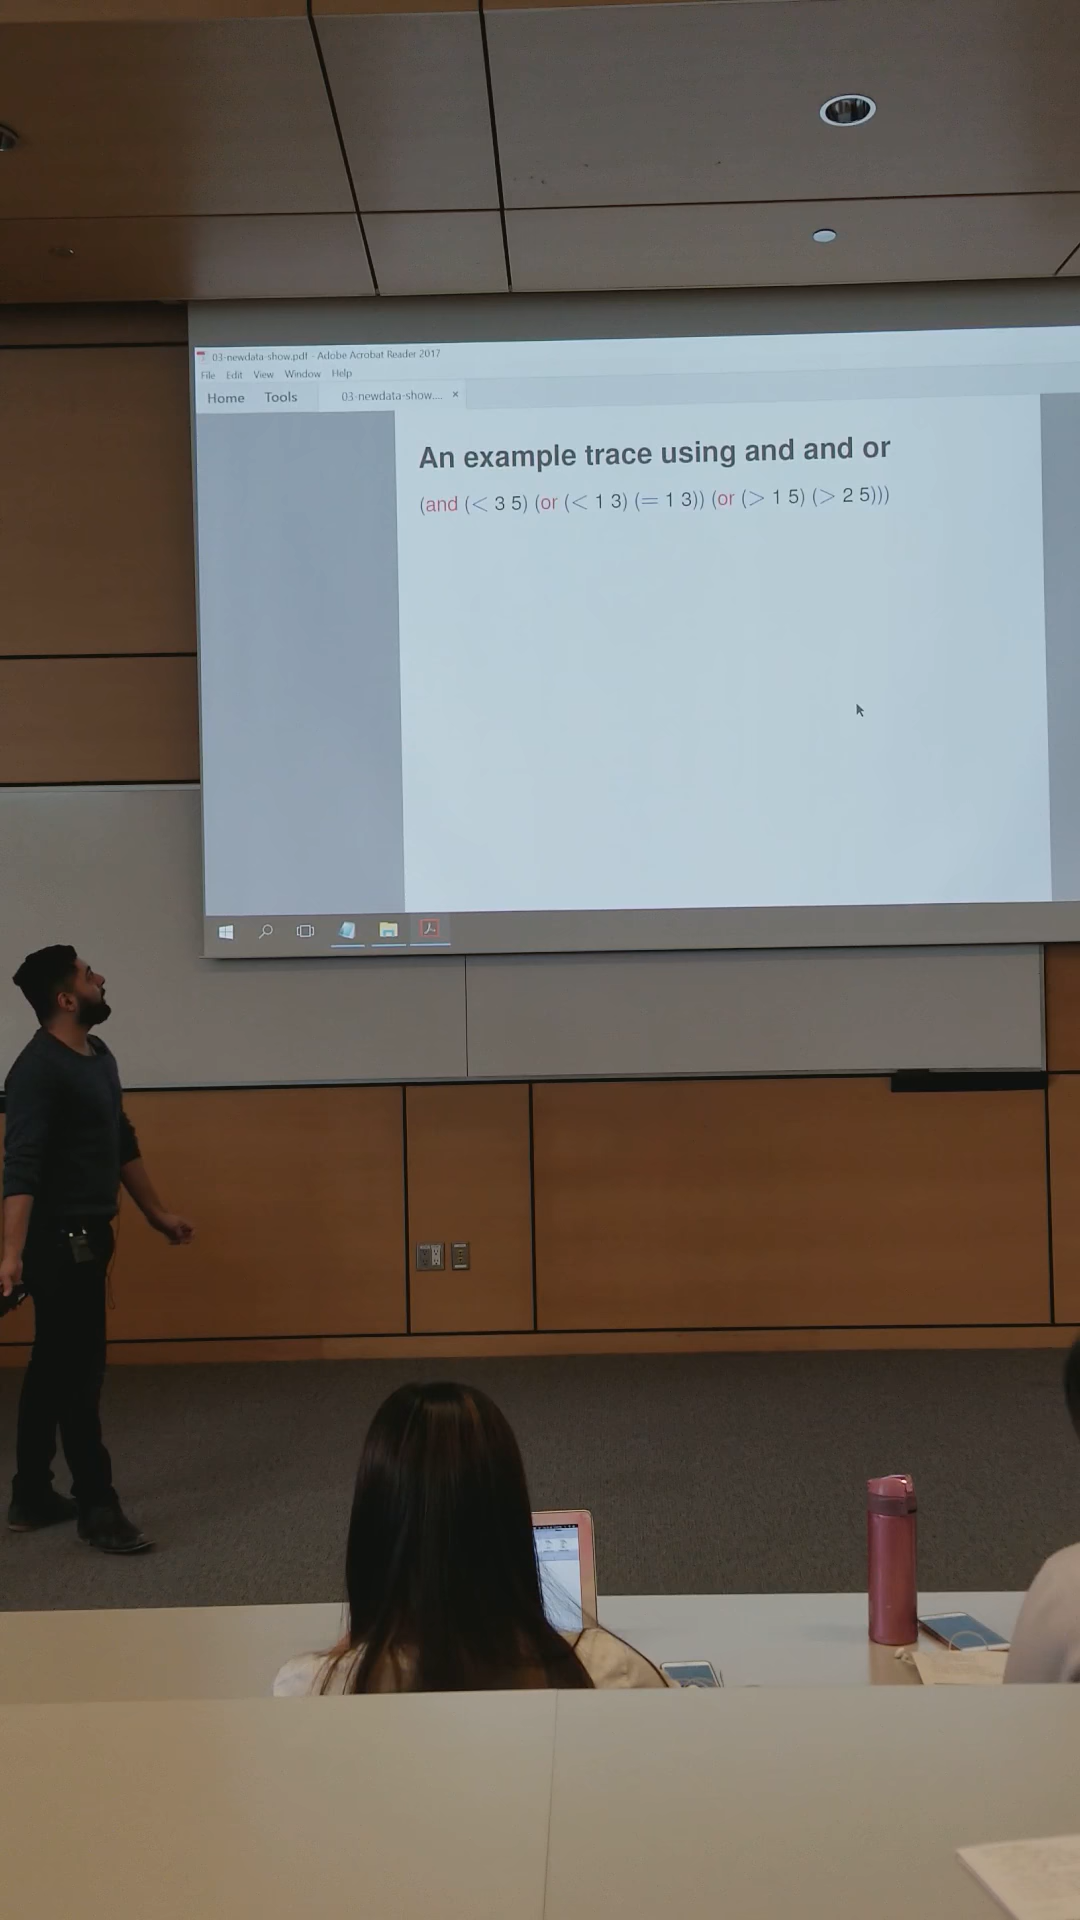 03-newdata-show.pdf - Adobe Acrobat Reader 2017
File Edit View Window Help
Home Tools 03-newdata-show.... ×
An example trace using and and or
(and (< 3 5) (or (< 1 3) (= 1 3)) (or (> 1 5) (> 2 5)))